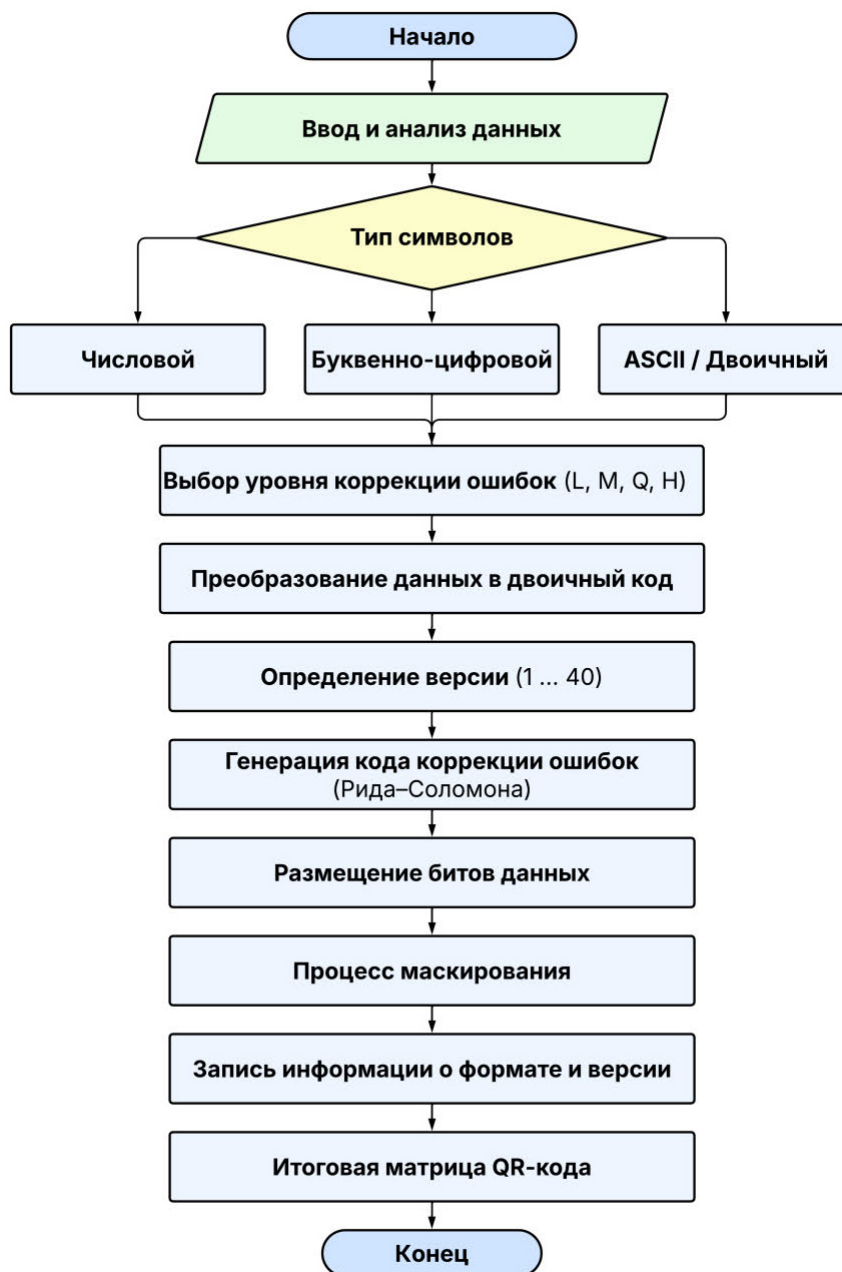 Начало
Ввод и анализ данных
Тип символов
Числовой
Буквенно-цифровой
ASCII / Двоичный
Выбор уровня коррекции ошибок (L, M, Q, H)
Преобразование данных в двоичный код
Определение версии (1 ... 40)
Генерация кода коррекции ошибок
(Рида–Соломона)
Размещение битов данных
Процесс маскирования
Запись информации о формате и версии
Итоговая матрица QR-кода
Конец